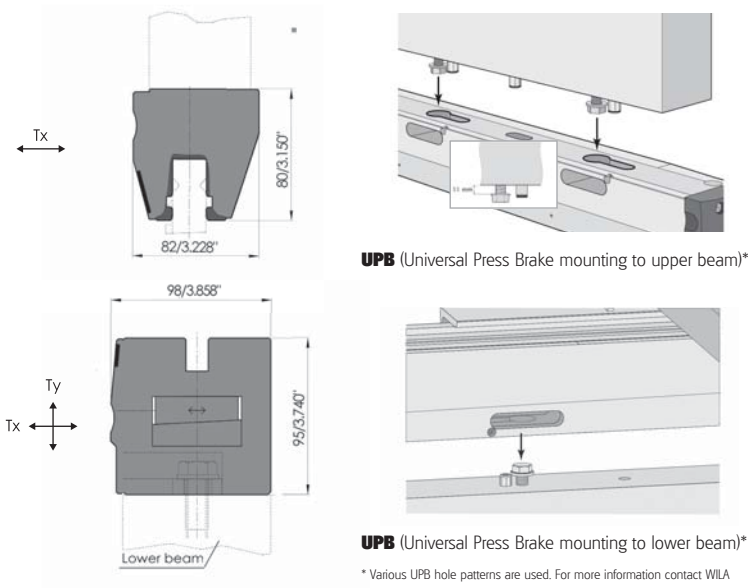 Tx
80/3.150"
82/3.228"
11 mm
UPB (Universal Press Brake mounting to upper beam)*
98/3.858"
Ty
Tx
95/3.740"
Lower beam
UPB (Universal Press Brake mounting to lower beam)*
* Various UPB hole patterns are used. For more information contact WILA